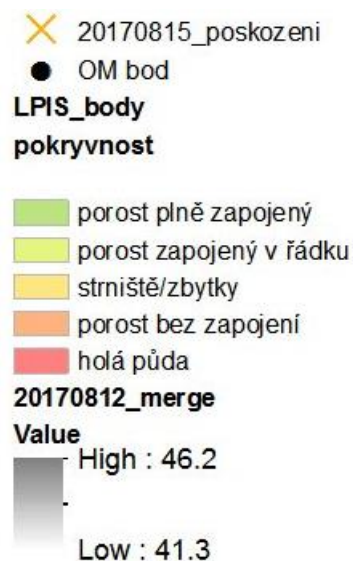 20170815_poskozeni
OM bod
LPIS_body
pokryvnost
porost plně zapojený
porost zapojený v řádku
strniště/zbytky
porost bez zapojení
holá půda
20170812_merge
Value
High : 46.2
Low : 41.3